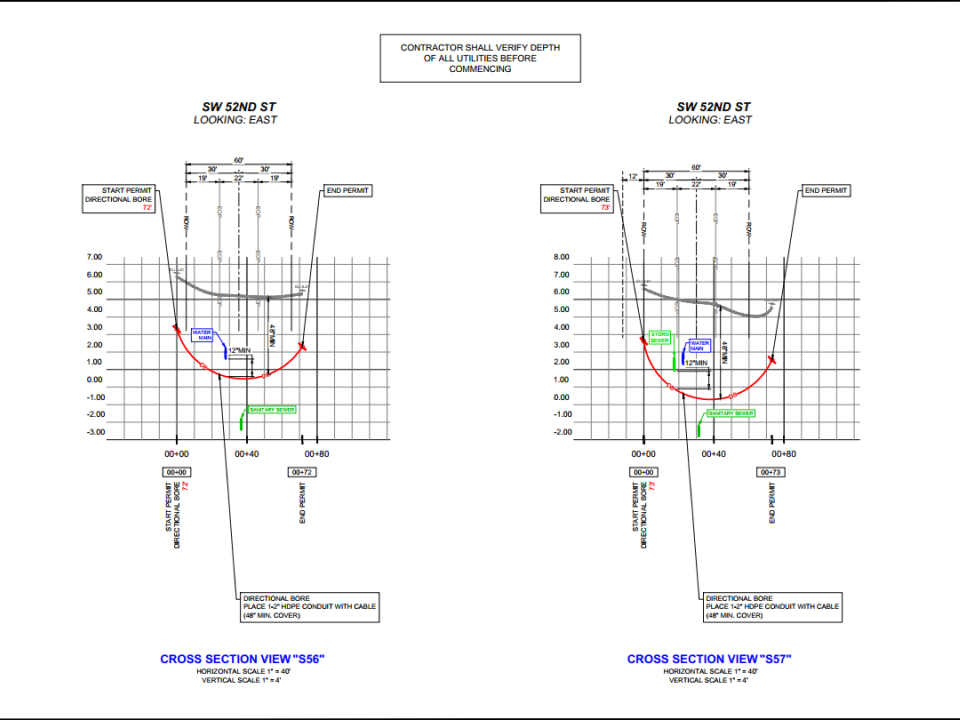 CONTRACTOR SHALL VERIFY DEPTH
OF ALL UTILITIES BEFORE
COMMENCING
SW 52ND ST
LOOKING: EAST
60'
30'
30'
19'
22'
19'
START PERMIT
DIRECTIONAL BORE
72'
END PERMIT
ROW
EOP
EOP
ROW
7.00
6.00
5.00
4.00
3.00
2.00
1.00
0.00
-1.00
-2.00
-3.00
WATER
MAIN
12"MIN
48"MIN
SANITARY SEWER
00+00
00+40
00+80
00+00
00+72
START PERMIT
DIRECTIONAL BORE
72'
END PERMIT
DIRECTIONAL BORE
PLACE 1-2" HDPE CONDUIT WITH CABLE
(48" MIN. COVER)
CROSS SECTION VIEW "S56"
HORIZONTAL SCALE 1" = 40'
VERTICAL SCALE 1" = 4'
SW 52ND ST
LOOKING: EAST
60'
12'
30'
30'
19'
22'
19'
START PERMIT
DIRECTIONAL BORE
73'
END PERMIT
ROW
EOP
EOP
ROW
8.00
7.00
6.00
5.00
4.00
3.00
2.00
1.00
0.00
-1.00
-2.00
STORM
SEWER
WATER
MAIN
12"MIN
48"MIN
SANITARY SEWER
00+00
00+40
00+80
00+00
00+73
START PERMIT
DIRECTIONAL BORE
73'
END PERMIT
DIRECTIONAL BORE
PLACE 1-2" HDPE CONDUIT WITH CABLE
(48" MIN. COVER)
CROSS SECTION VIEW "S57"
HORIZONTAL SCALE 1" = 40'
VERTICAL SCALE 1" = 4'